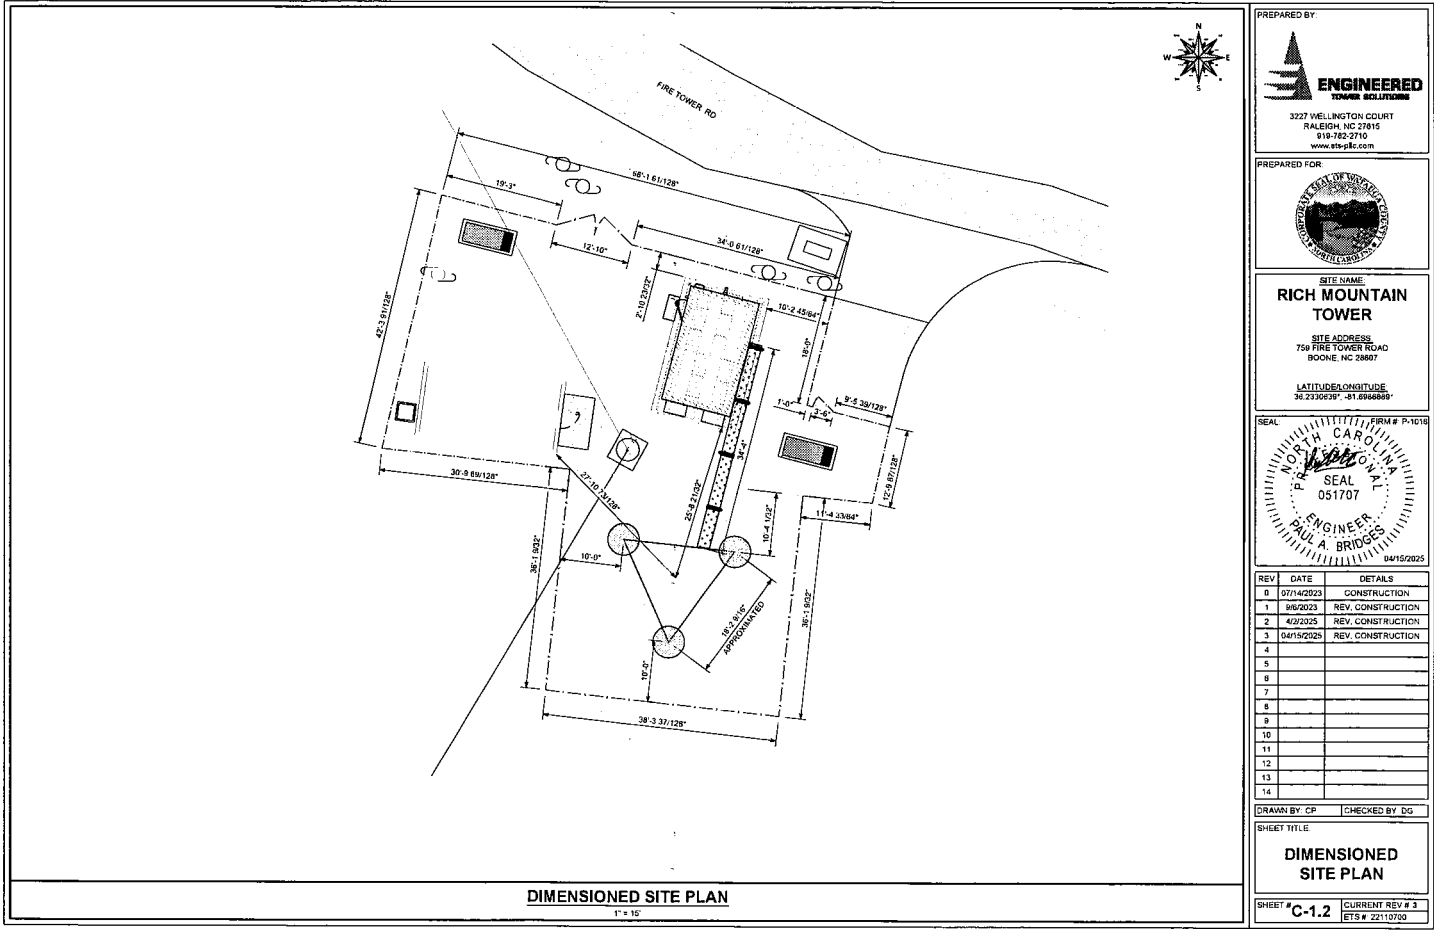 N
W E
S
FIRE TOWER RD
19'-3"
66'-1 61/128"
12'-10"
34'-0 61/128"
2'-10 23/32"
10'-2 45/64"
42'-3 91/128"
18'-0"
1'-0"
3'-6"
9'-5 39/128"
12'-9 87/128"
30'-9 69/128"
27'-10 73/128"
25'-8 21/32"
34'-4"
10'-4 1/32"
11'-4 33/64"
36'-1 9/32"
10'-0"
18'-2 9/16"
APPROXIMATED
36'-1 9/32"
10'-0"
38'-3 37/128"
DIMENSIONED SITE PLAN
1" = 15'
PREPARED BY:
ENGINEERED
TOWER SOLUTIONS
3227 WELLINGTON COURT
RALEIGH, NC 27615
919-782-2710
www.ets-pllc.com
PREPARED FOR:
CORPORATE SEAL OF WATAUGA COUNTY
NORTH CAROLINA
SITE NAME:
RICH MOUNTAIN
TOWER
SITE ADDRESS
759 FIRE TOWER ROAD
BOONE, NC 28607
LATITUDE/LONGITUDE
SEAL: FIRM #: P-1016
NORTH CAROLINA
PROFESSIONAL
SEAL
051707
ENGINEER
PAUL A. BRIDGES
04/15/2025
REV DATE DETAILS
0 07/14/2023 CONSTRUCTION
1 9/6/2023 REV. CONSTRUCTION
2 4/2/2025 REV. CONSTRUCTION
3 04/15/2025 REV. CONSTRUCTION
4
5
6
7
8
9
10
11
12
13
14
DRAWN BY: CP CHECKED BY: DG
SHEET TITLE:
DIMENSIONED
SITE PLAN
SHEET # C-1.2
CURRENT REV # 3
ETS #: 22110700